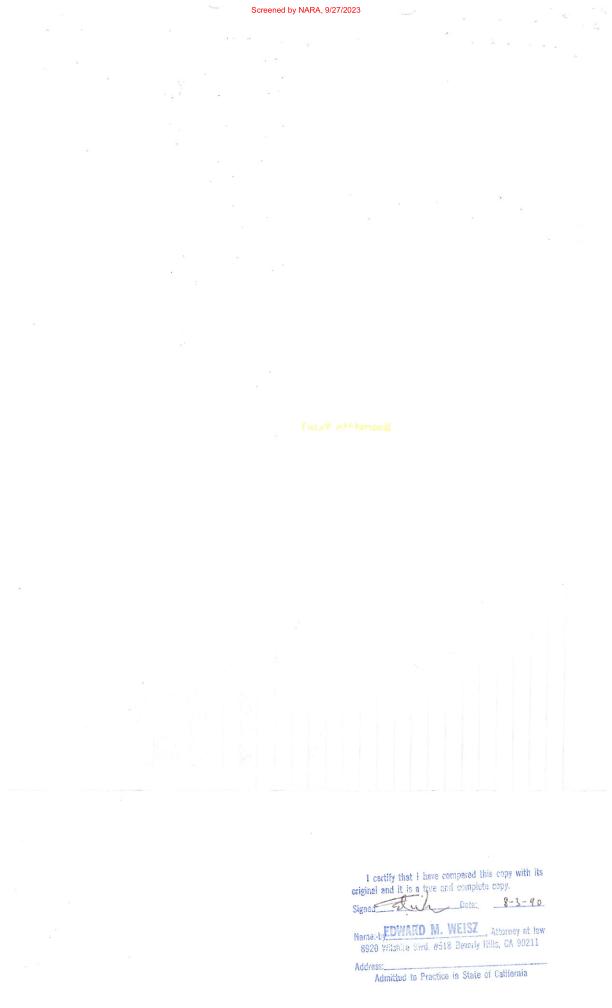 Screened by NARA, 9/27/2023
I certify that I have compared this copy with its
original and it is a true and complete copy.
Signed Date: 8-3-90
Name: EDWARD M. WEISZ, Attorney at law
8920 Wilshire Blvd. #518 Beverly Hills, CA 90211
Address:
Admitted to Practice in State of California